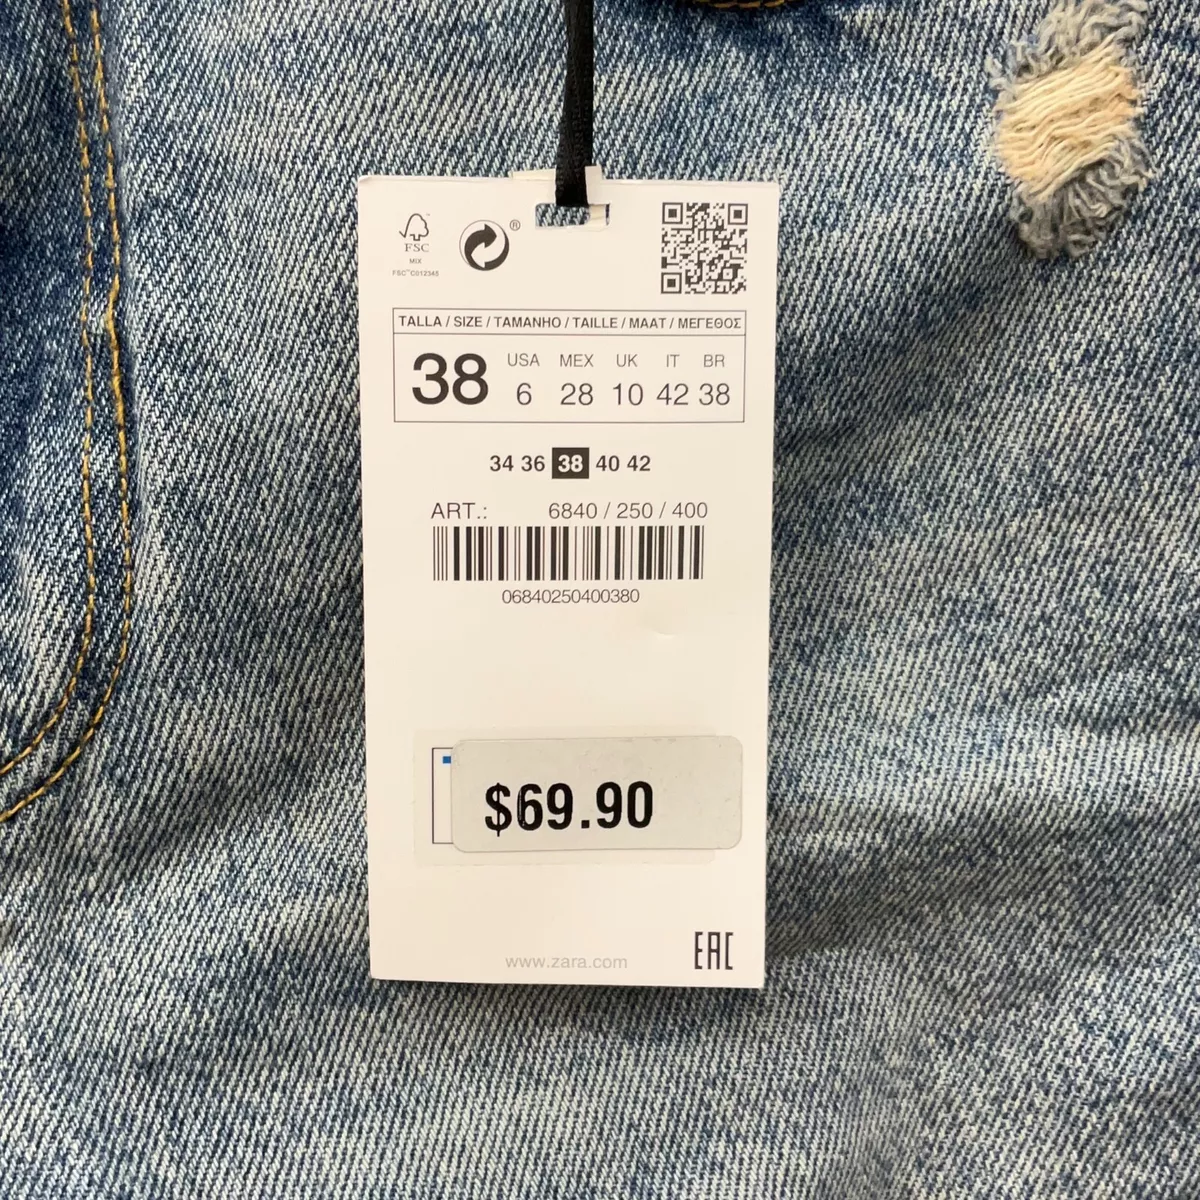 FSC
MIX
FSC™C012345
®
TALLA / SIZE / TAMANHO / TAILLE / MAAT / ΜΕΓΕΘΟΣ
38
USA MEX UK IT BR
6 28 10 42 38
34 36 38 40 42
ART.: 6840 / 250 / 400
06840250400380
$69.90
www.zara.com
EAC